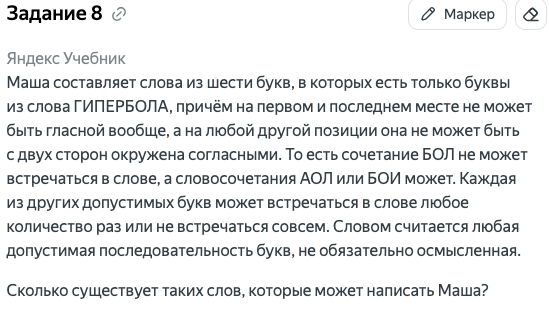 Задание 8
Маркер
Яндекс Учебник
Маша составляет слова из шести букв, в которых есть только буквы
из слова ГИПЕРБОЛА, причём на первом и последнем месте не может
быть гласной вообще, а на любой другой позиции она не может быть
с двух сторон окружена согласными. То есть сочетание БОЛ не может
встречаться в слове, а словосочетания АОЛ или БОИ может. Каждая
из других допустимых букв может встречаться в слове любое
количество раз или не встречаться совсем. Словом считается любая
допустимая последовательность букв, не обязательно осмысленная.
Сколько существует таких слов, которые может написать Маша?